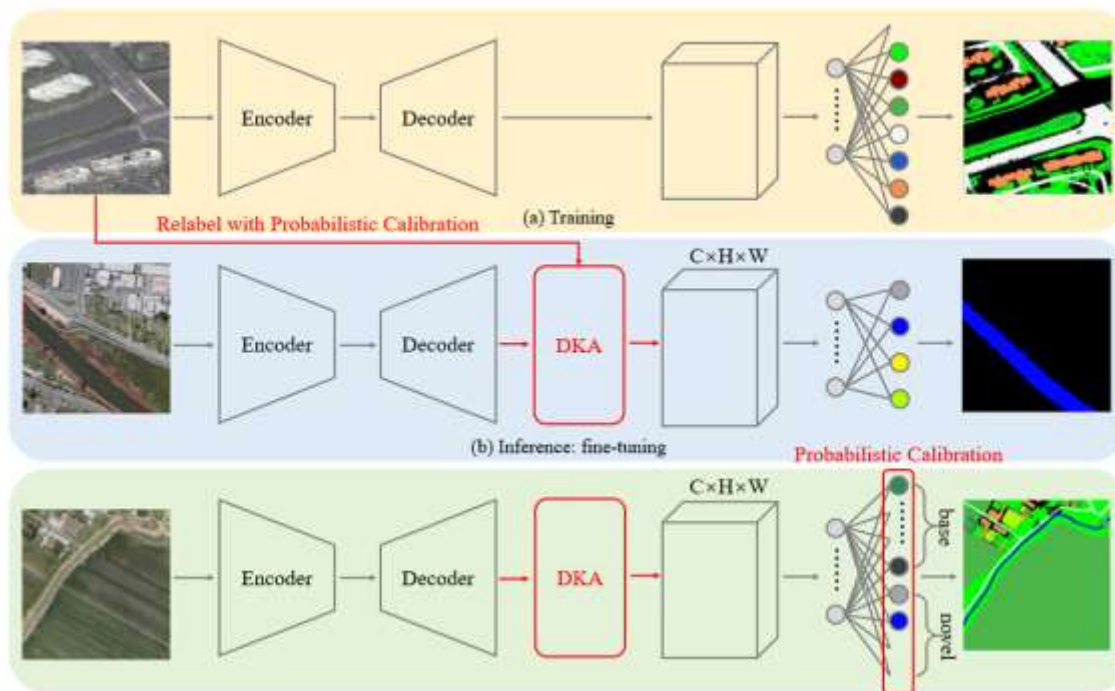 Encoder
Decoder
Relabel with Probabilistic Calibration
(a) Training
C×H×W
Encoder
Decoder
DKA
(b) Inference: fine-tuning
Probabilistic Calibration
C×H×W
Encoder
Decoder
DKA
base
novel